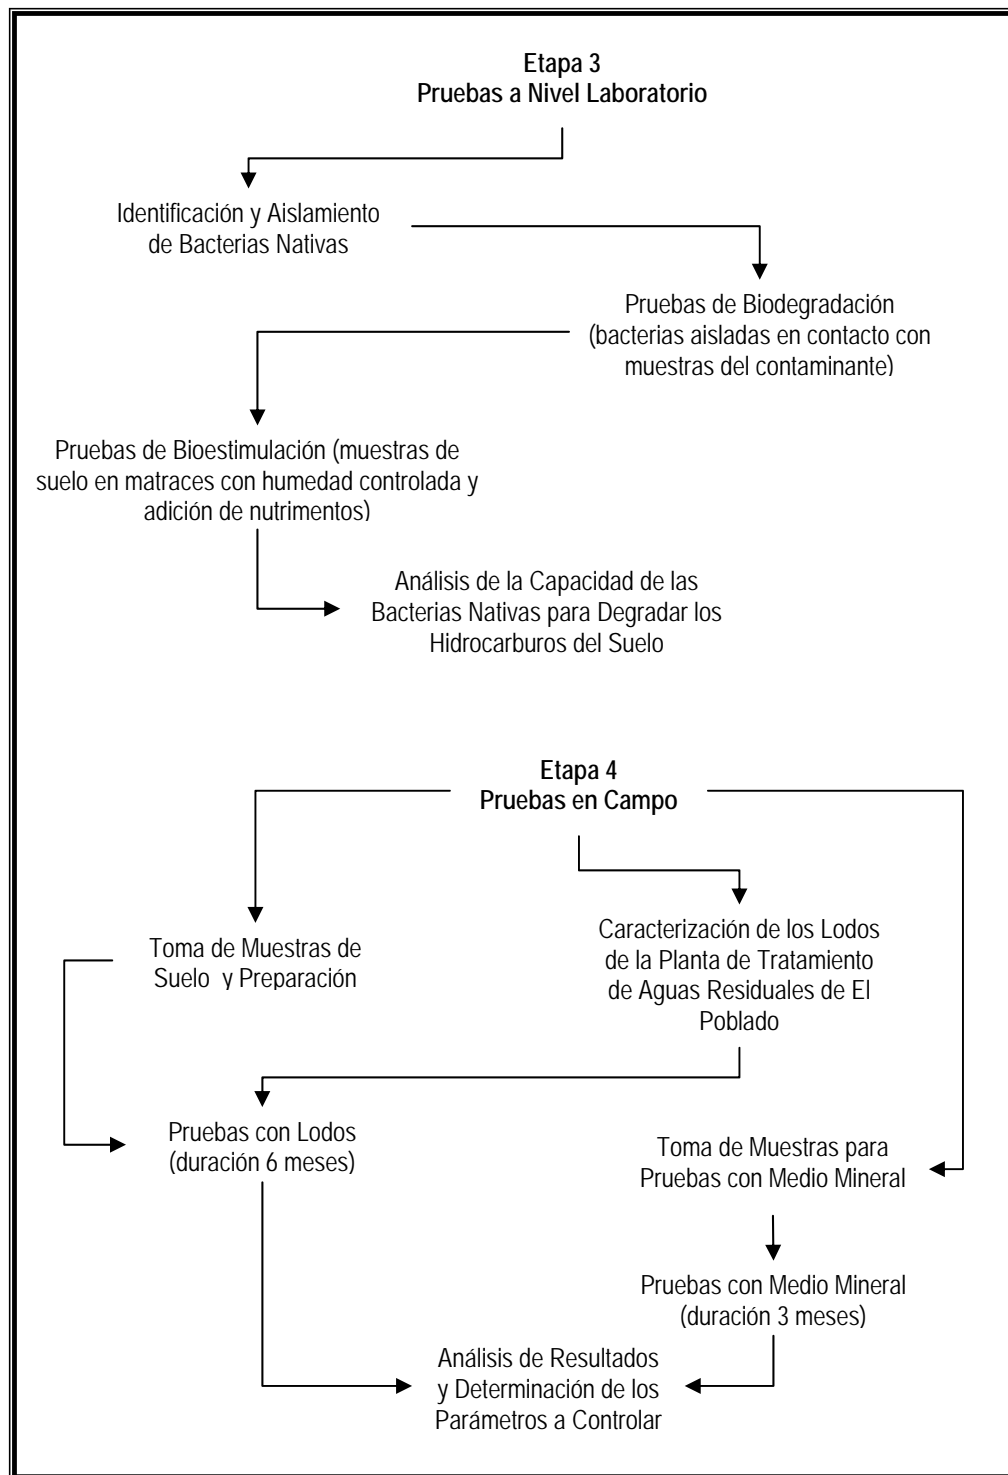 Etapa 3
Pruebas a Nivel Laboratorio
Identificación y Aislamiento
de Bacterias Nativas
Pruebas de Biodegradación
(bacterias aisladas en contacto con
muestras del contaminante)
Pruebas de Bioestimulación (muestras de
suelo en matraces con humedad controlada y
adición de nutrimentos)
Análisis de la Capacidad de las
Bacterias Nativas para Degradar los
Hidrocarburos del Suelo
Etapa 4
Pruebas en Campo
Toma de Muestras de
Suelo y Preparación
Caracterización de los Lodos
de la Planta de Tratamiento
de Aguas Residuales de El
Poblado
Pruebas con Lodos
(duración 6 meses)
Toma de Muestras para
Pruebas con Medio Mineral
Pruebas con Medio Mineral
(duración 3 meses)
Análisis de Resultados
y Determinación de los
Parámetros a Controlar